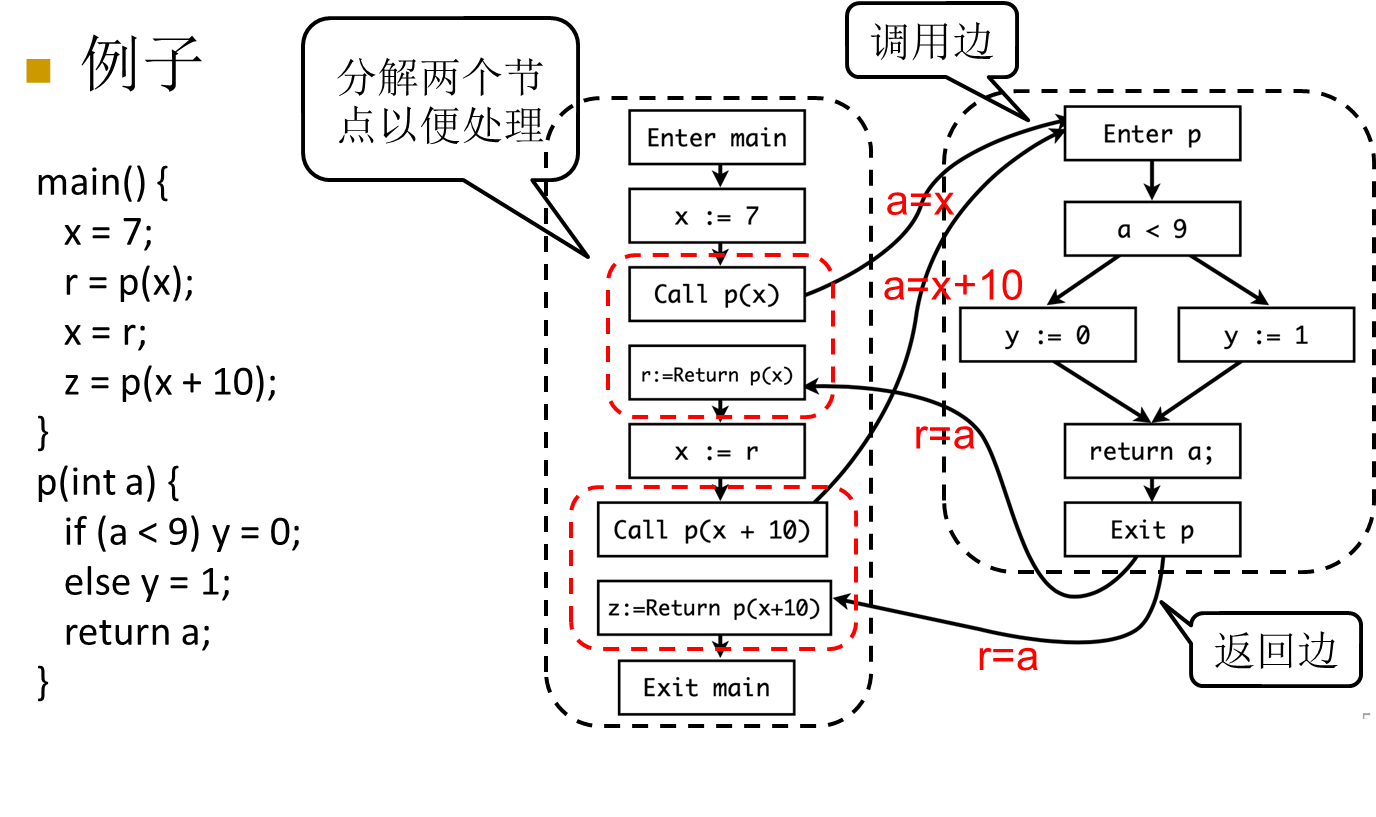 例子
分解两个节
点以便处理
调用边
main() {
x = 7;
r = p(x);
x = r;
z = p(x + 10);
}
p(int a) {
if (a < 9) y = 0;
else y = 1;
return a;
}
Enter main
x := 7
Call p(x)
r:=Return p(x)
x := r
Call p(x + 10)
z:=Return p(x+10)
Exit main
a=x
a=x+10
r=a
r=a
Enter p
a < 9
y := 0
y := 1
return a;
Exit p
返回边